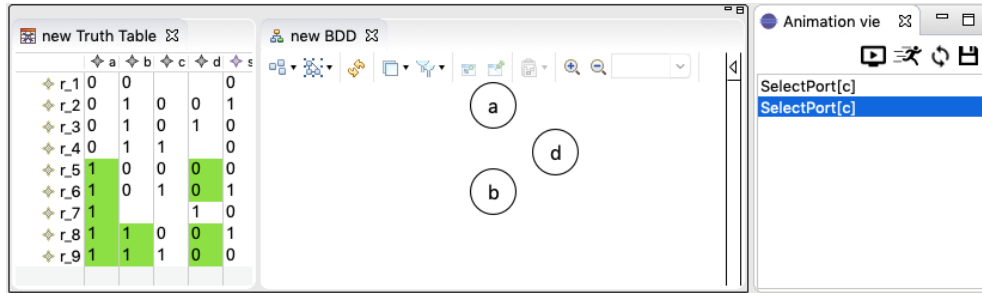 new Truth Table
a b c d s
r_1 0 0 0
r_2 0 1 0 0 1
r_3 0 1 0 1 0
r_4 0 1 1 0
r_5 1 0 0 0 0
r_6 1 0 1 0 1
r_7 1 1 0
r_8 1 1 0 0 1
r_9 1 1 1 0 0
new BDD
a
d
b
Animation vie
SelectPort[c]
SelectPort[c]